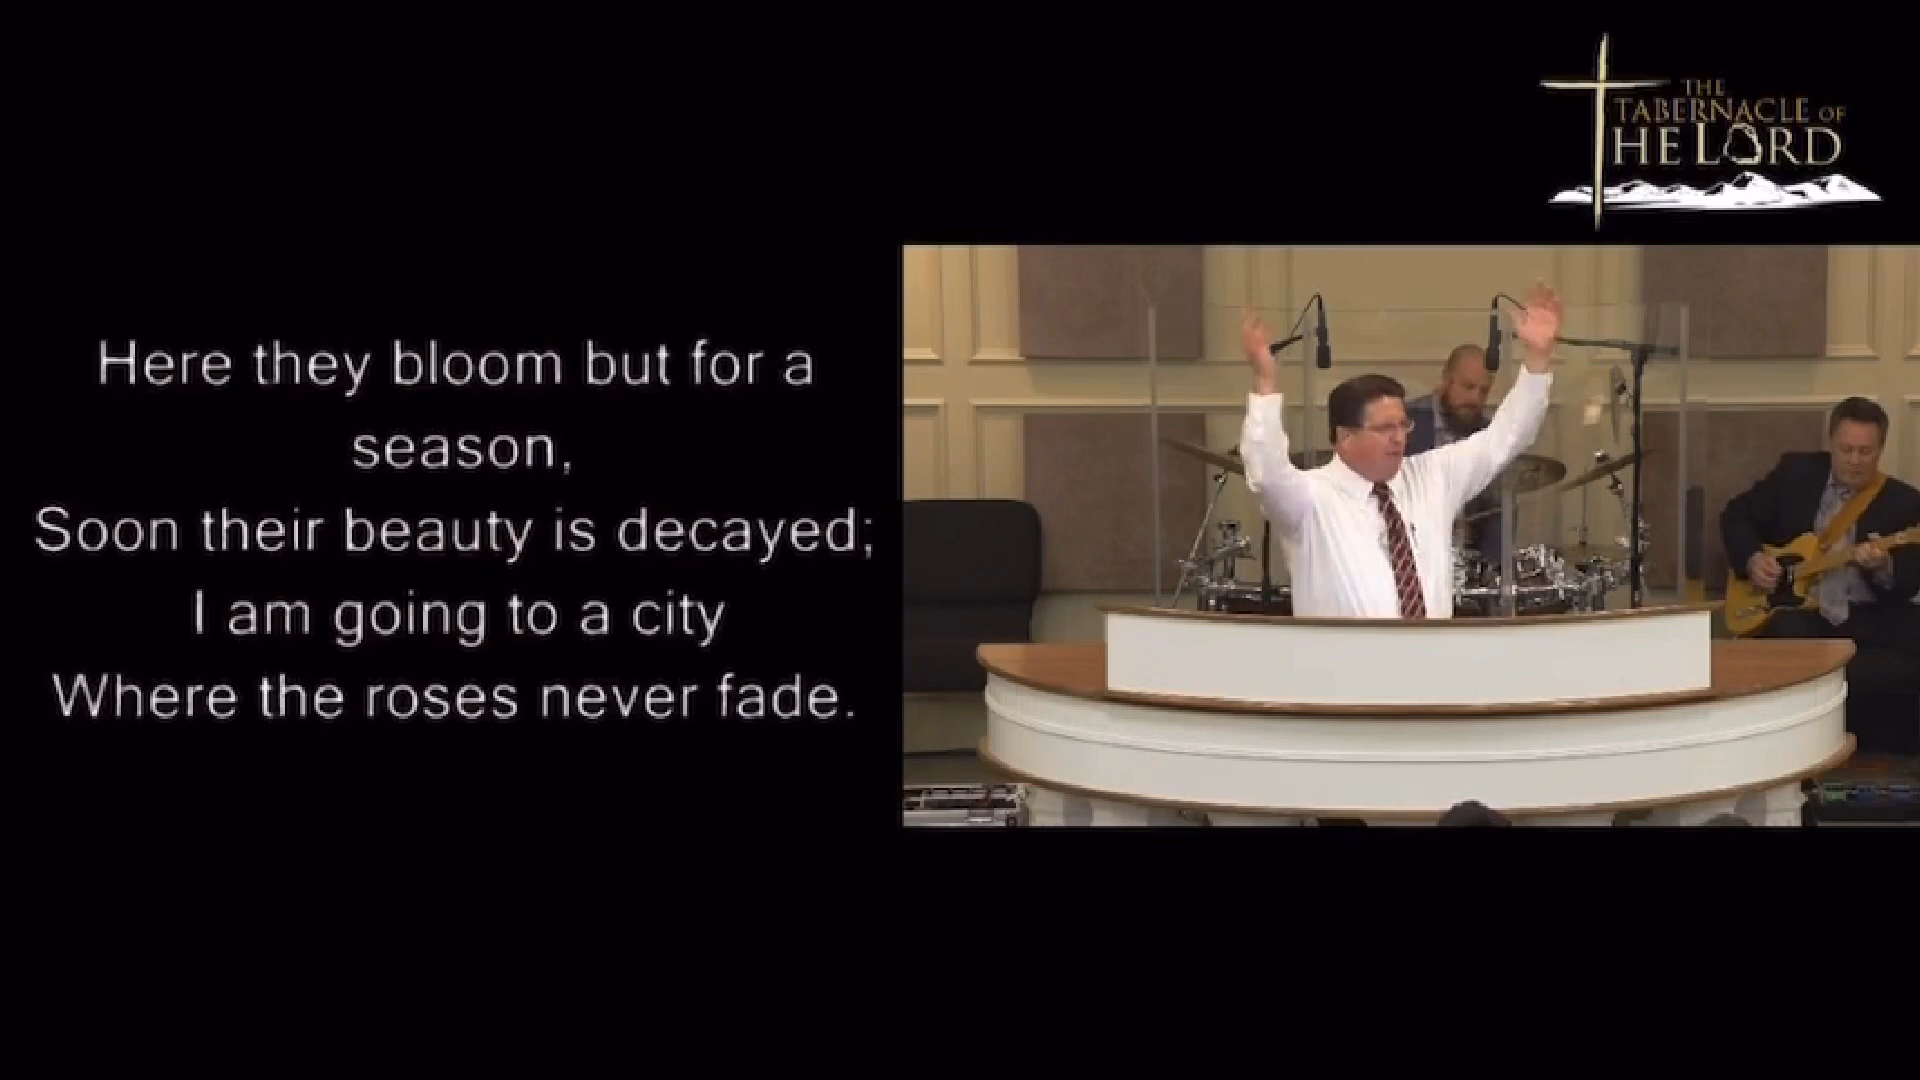 THE
TABERNACLE OF
THE LORD
Here they bloom but for a
season,
Soon their beauty is decayed;
I am going to a city
Where the roses never fade.